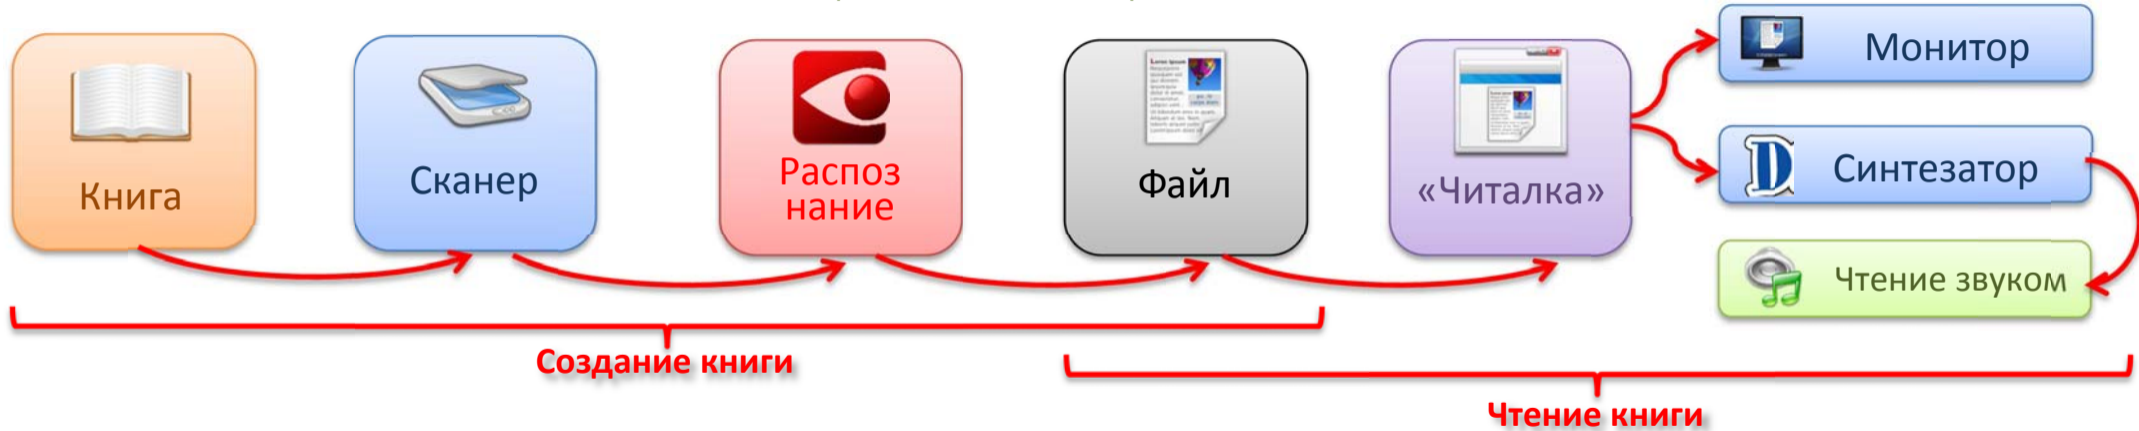 Книга
Сканер
Распоз
нание
Файл
«Читалка»
Монитор
Синтезатор
Чтение звуком
Создание книги
Чтение книги